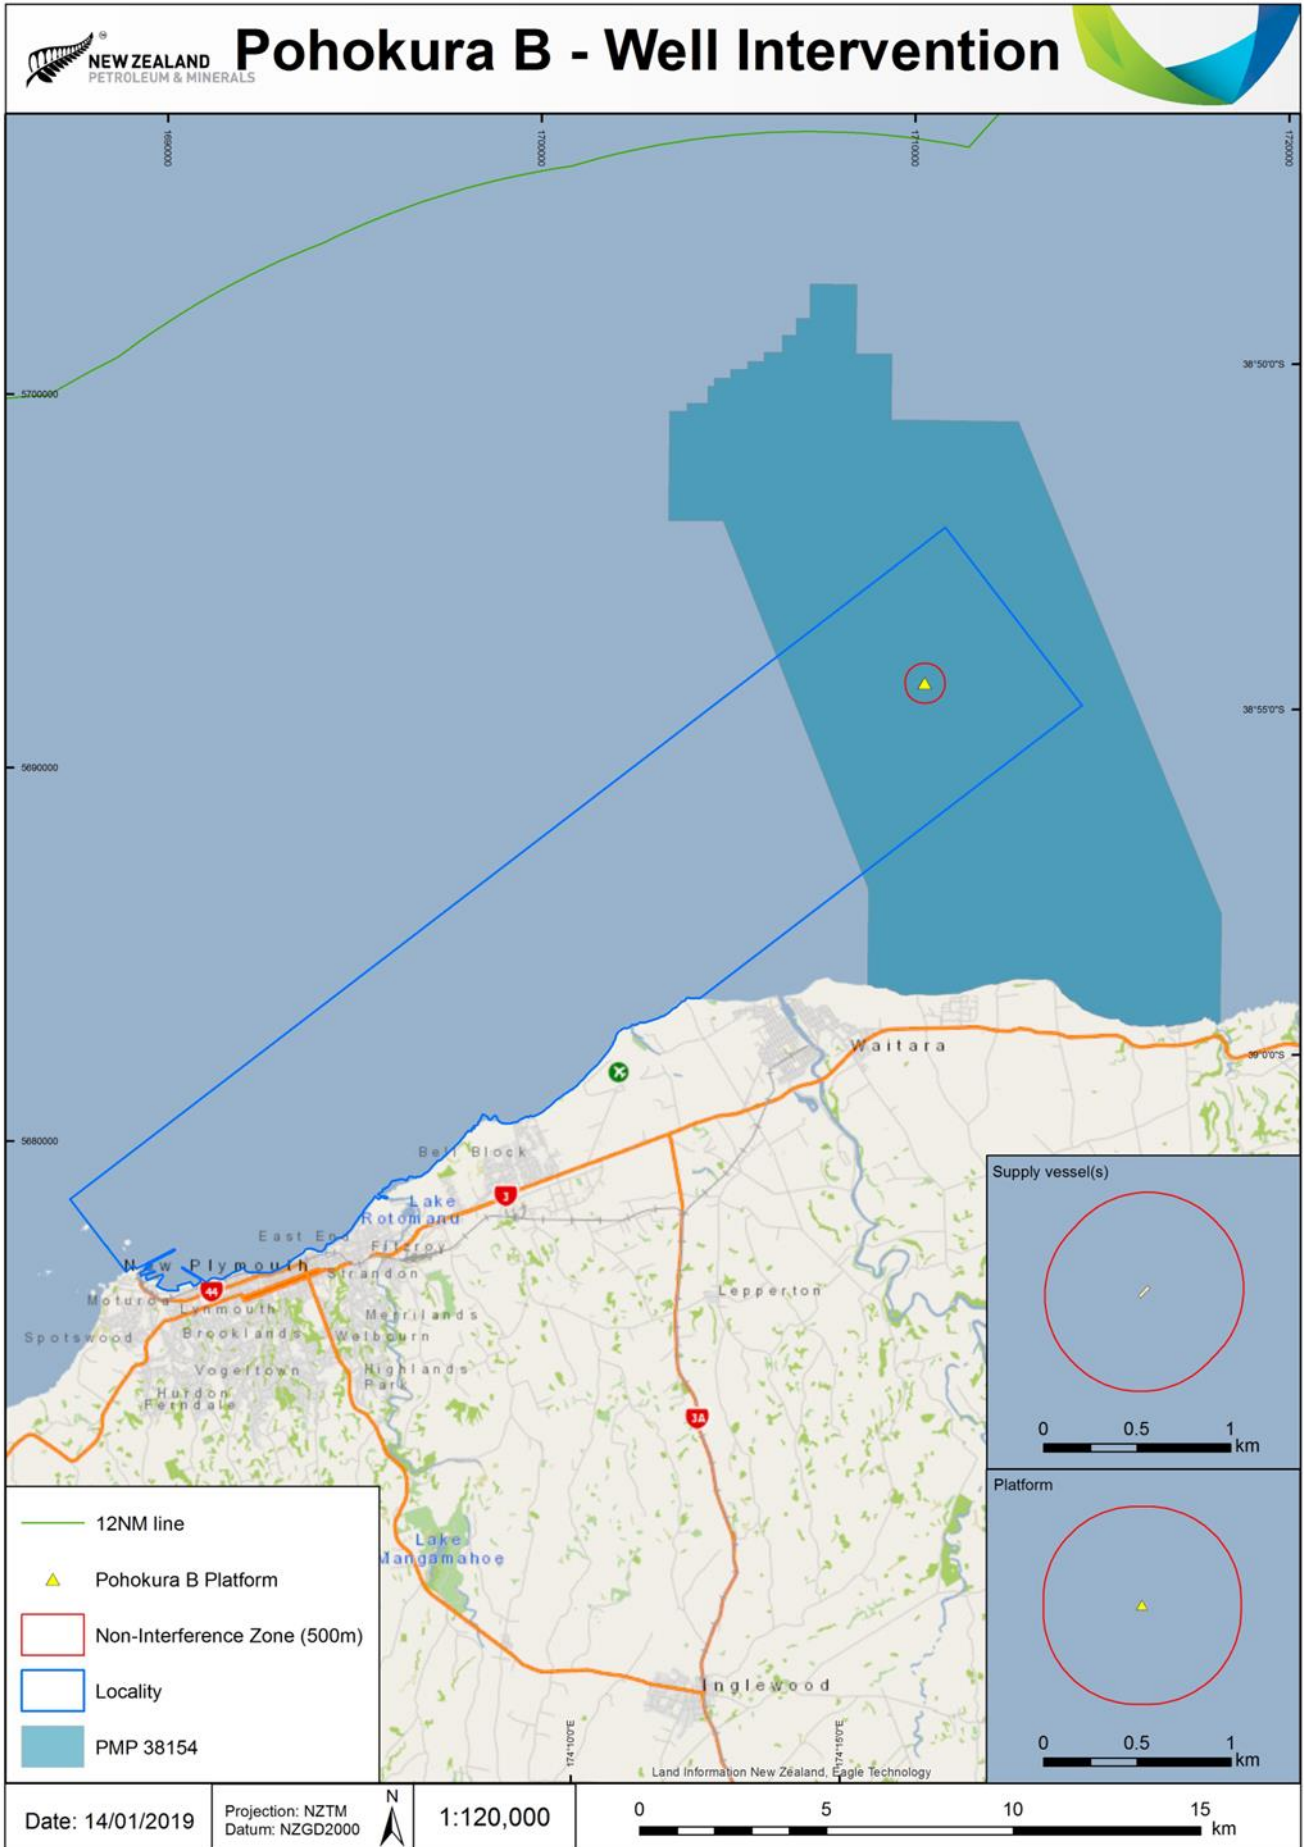 NEW ZEALAND
PETROLEUM & MINERALS
Pohokura B - Well Intervention
1690000
1700000
1710000
1720000
5700000
38°50'0"S
38°55'0"S
5690000
Waitara
39°0'0"S
5680000
Bell Block
Lake
Rotomanu
3
East End
Fitzroy
New Plymouth
Strandon
44
Moturoa
Lynmouth
Merrilands
Spotswood
Brooklands
Welbourn
Vogeltown
Highlands
Park
Hurdon
Ferndale
Lepperton
3A
Lake
Mangamahoe
Inglewood
174°10'0"E
174°15'0"E
Land Information New Zealand, Eagle Technology
Supply vessel(s)
0 0.5 1
km
Platform
0 0.5 1
km
12NM line
Pohokura B Platform
Non-Interference Zone (500m)
Locality
PMP 38154
Date: 14/01/2019
Projection: NZTM
Datum: NZGD2000
N
1:120,000
0 5 10 15
km